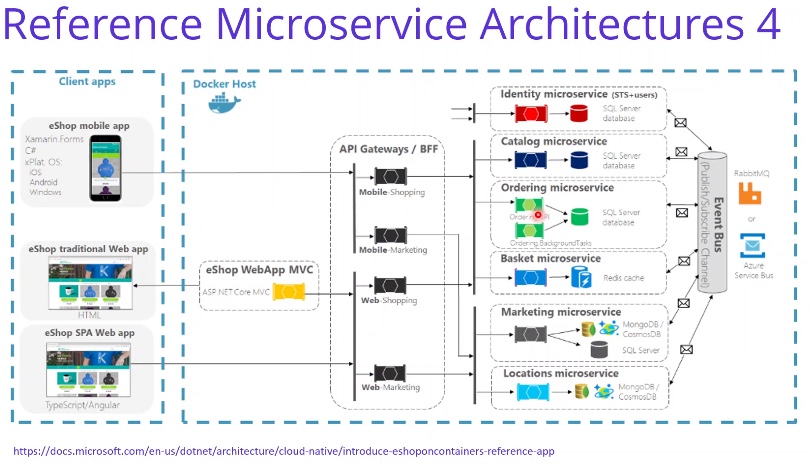 Reference Microservice Architectures 4
Client apps
eShop mobile app
Xamarin.Forms
C#
xPlat. OS:
iOS
Android
Windows
eShop traditional Web app
HTML
eShop SPA Web app
TypeScript/Angular
Docker Host
eShop WebApp MVC
ASP.NET Core MVC
API Gateways / BFF
Mobile-Shopping
Mobile-Marketing
Web-Shopping
Web-Marketing
Identity microservice (STS+users)
SQL Server
database
Catalog microservice
SQL Server
database
Ordering microservice
SQL Server
database
Ordering.BackgroundTasks
Basket microservice
Redis cache
Marketing microservice
MongoDB /
CosmosDB
SQL Server
Locations microservice
MongoDB /
CosmosDB
Event Bus
(Publish/Subscribe Channel)
RabbitMQ
or
Azure
Service Bus
https://docs.microsoft.com/en-us/dotnet/architecture/cloud-native/introduce-eshoponcontainers-reference-app